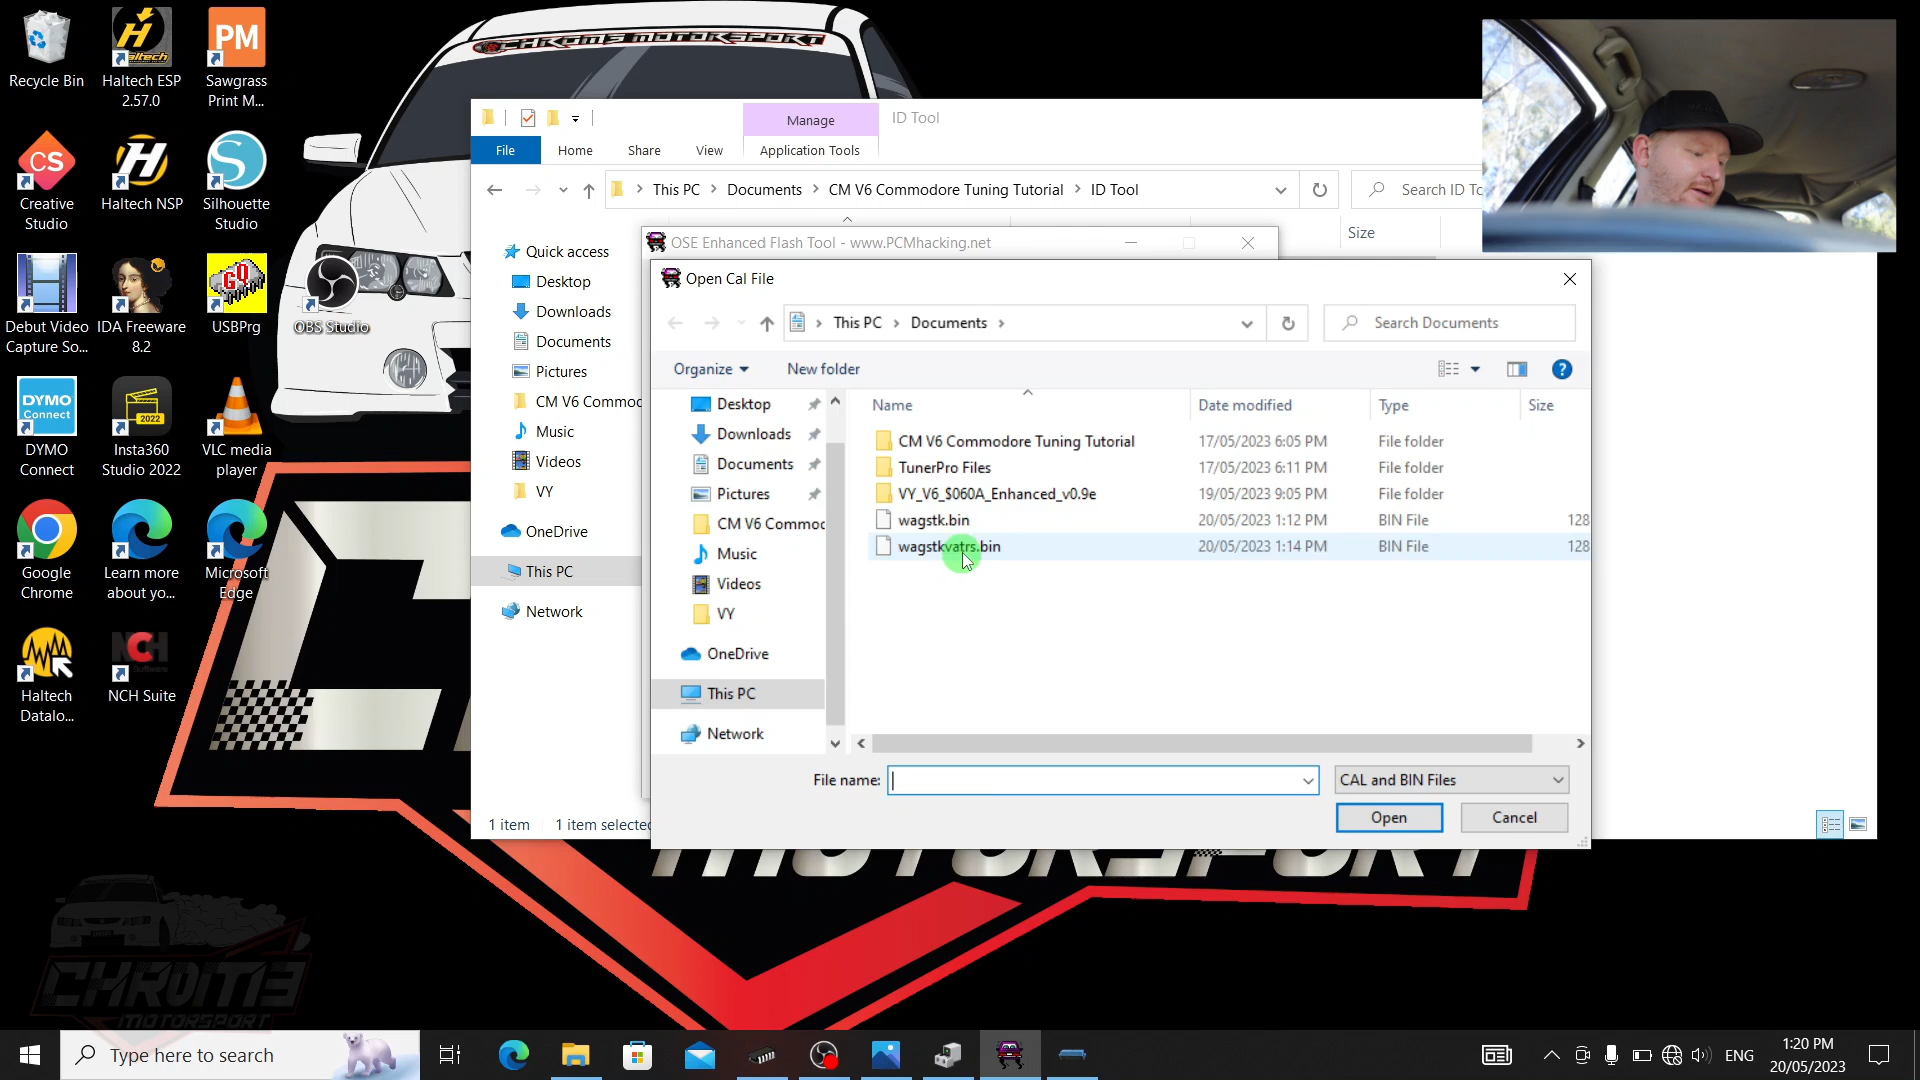 Recycle Bin
Haltech ESP 2.57.0
Sawgrass Print M...
Creative Studio
Haltech NSP
Silhouette Studio
Debut Video Capture So...
IDA Freeware 8.2
USBPrg
OBS Studio
DYMO Connect
Insta360 Studio 2022
VLC media player
Google Chrome
Learn more about yo...
Microsoft Edge
Haltech Datalo...
NCH Suite
CHROM3 MOTORSPORT
Manage
ID Tool
File
Home
Share
View
Application Tools
This PC
Documents
CM V6 Commodore Tuning Tutorial
ID Tool
Search ID To
Size
Quick access
Desktop
Downloads
Documents
Pictures
CM V6 Commod
Music
Videos
VY
OneDrive
This PC
Network
1 item
1 item selected
OSE Enhanced Flash Tool - www.PCMhacking.net
Open Cal File
This PC
Documents
Search Documents
Organize
New folder
Desktop
Downloads
Documents
Pictures
CM V6 Commoc
Music
Videos
VY
OneDrive
This PC
Network
Name
Date modified
Type
Size
CM V6 Commodore Tuning Tutorial 17/05/2023 6:05 PM File folder
TunerPro Files 17/05/2023 6:11 PM File folder
VY_V6_$060A_Enhanced_v0.9e 19/05/2023 9:05 PM File folder
wagstk.bin 20/05/2023 1:12 PM BIN File 128
wagstkvatrs.bin 20/05/2023 1:14 PM BIN File 128
File name:
CAL and BIN Files
Open
Cancel
MOTORSPORT
CHROM3
MOTORSPORT
Type here to search
ENG
1:20 PM
20/05/2023